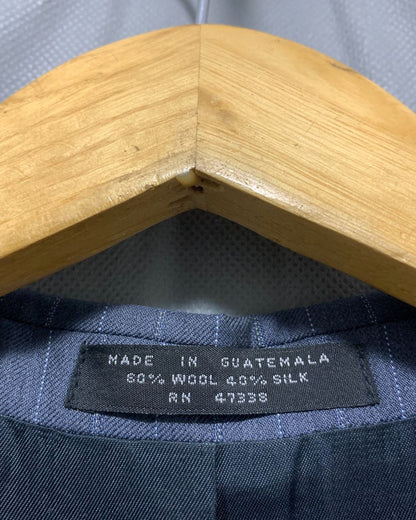 MADE IN GUATEMALA
60% WOOL 40% SILK
RN 47338